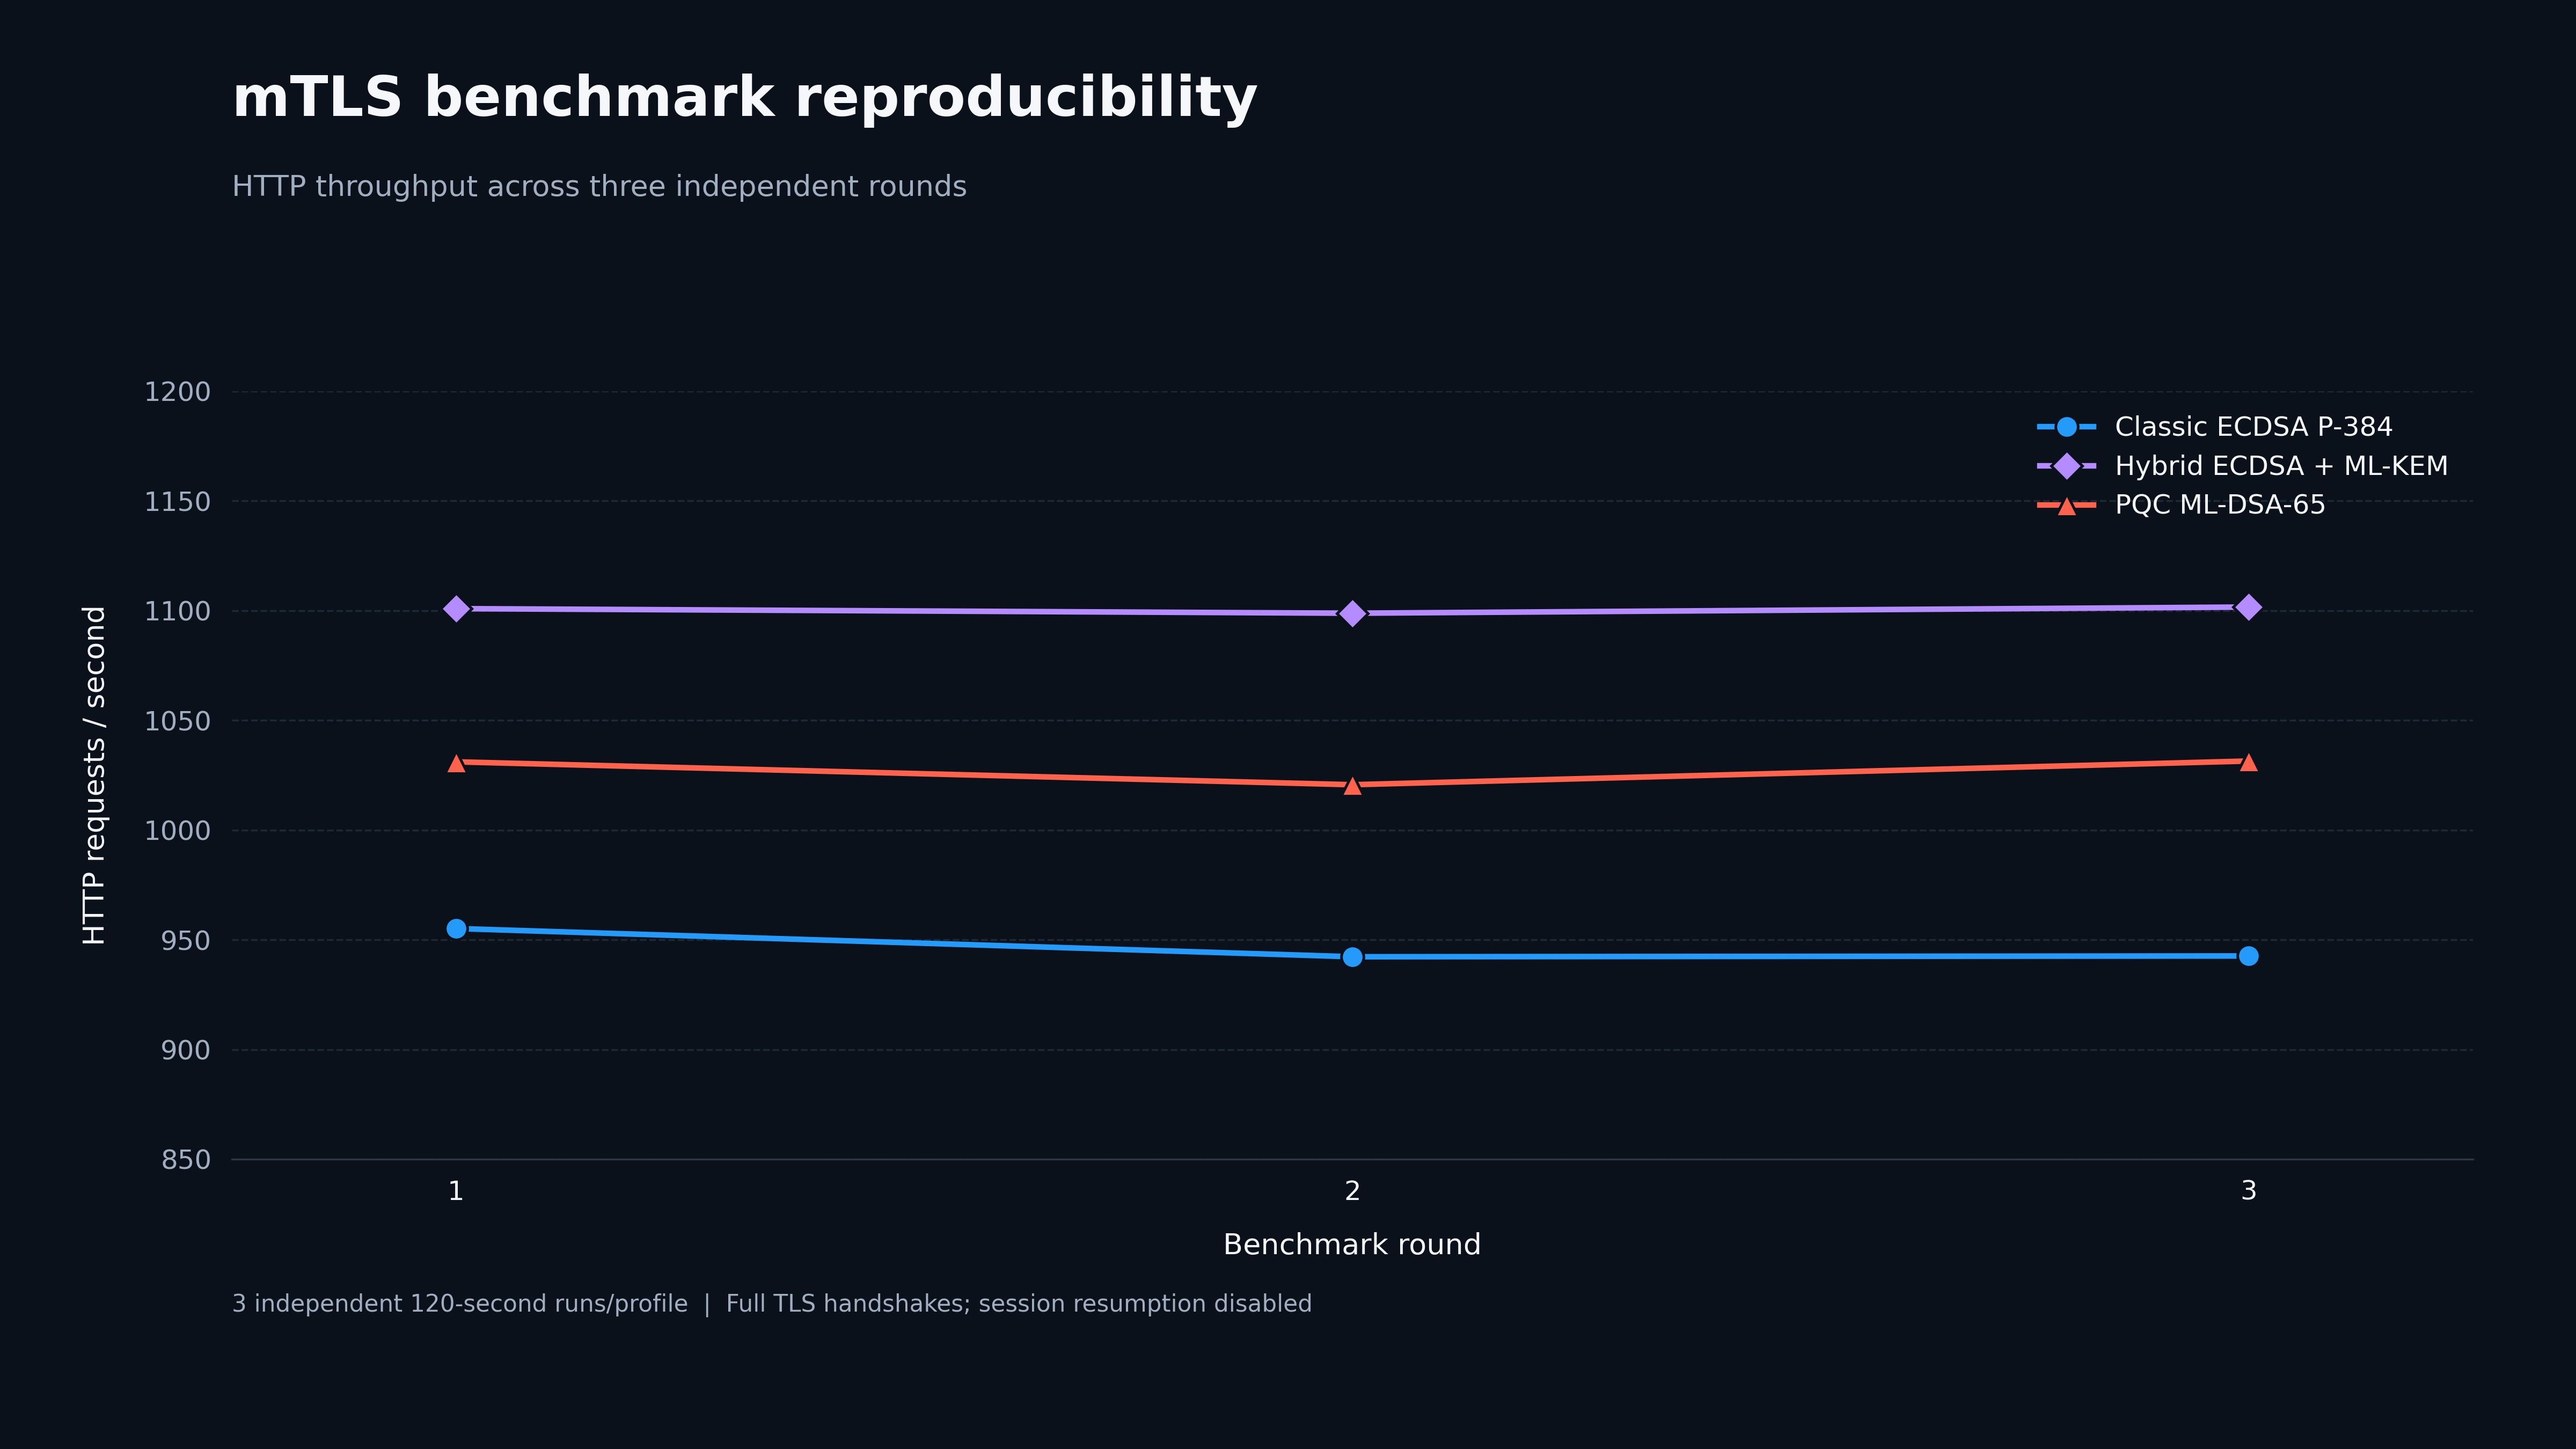 mTLS benchmark reproducibility
HTTP throughput across three independent rounds
1200
1150
1100
1050
1000
950
900
850
HTTP requests / second
Classic ECDSA P-384
Hybrid ECDSA + ML-KEM
PQC ML-DSA-65
1
2
3
Benchmark round
3 independent 120-second runs/profile | Full TLS handshakes; session resumption disabled